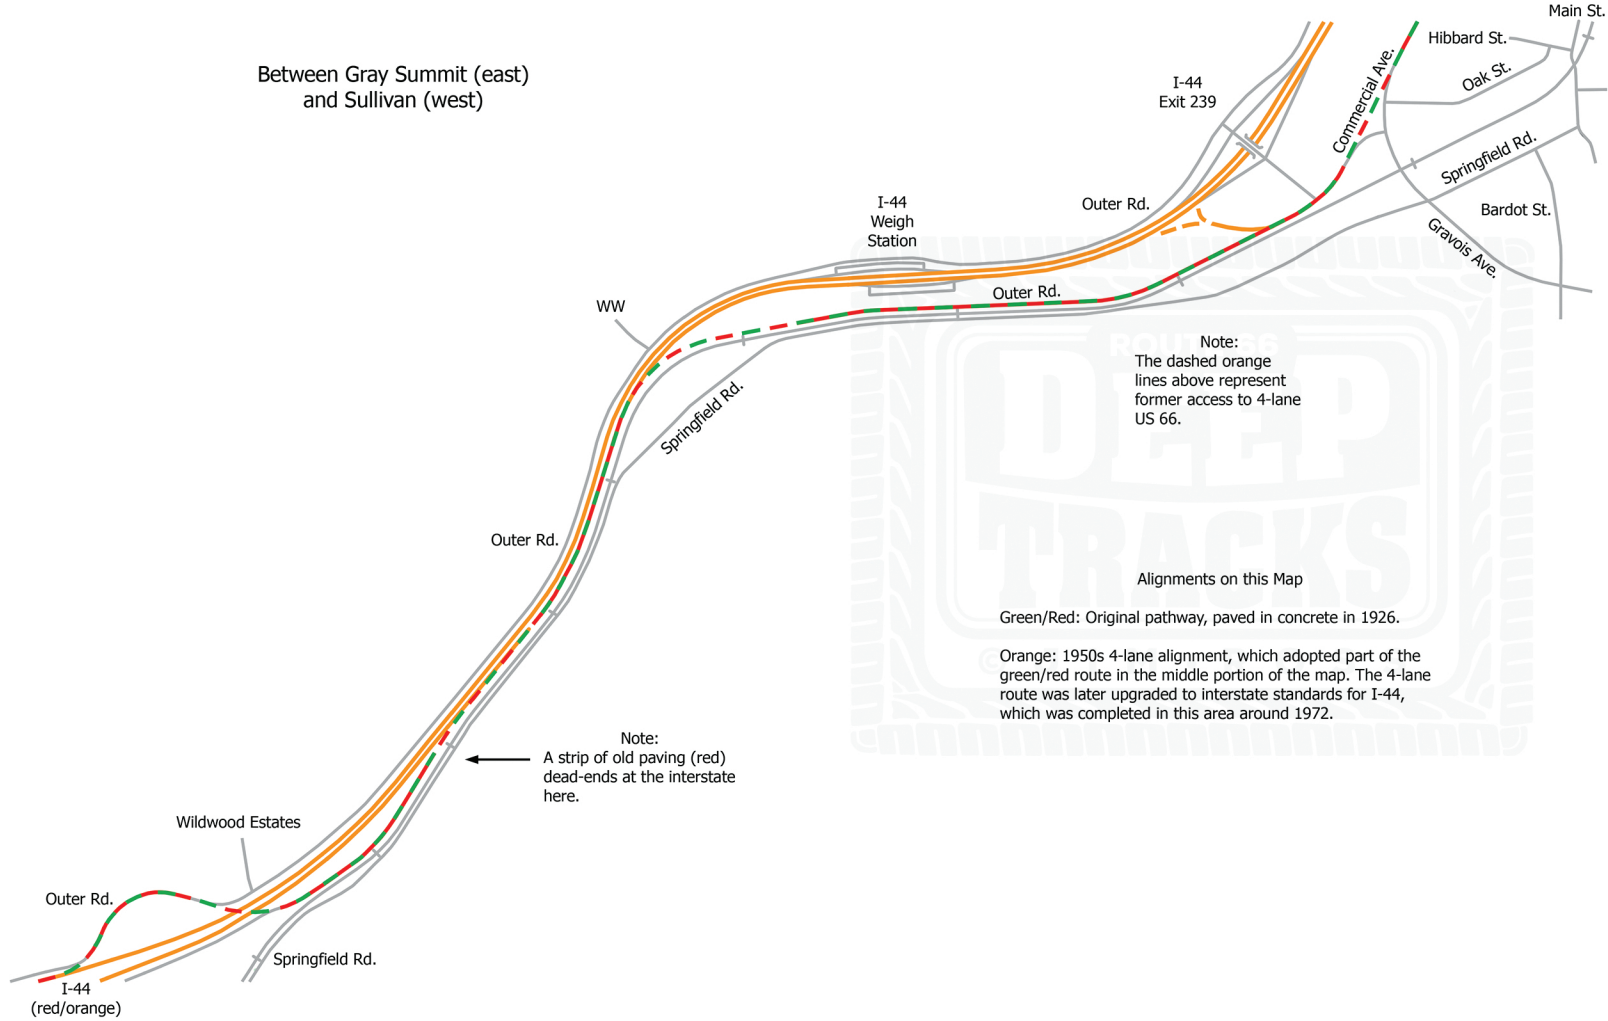 Main St.
Hibbard St.
Between Gray Summit (east)
and Sullivan (west)
Oak St.
I-44
Exit 239
Commercial Ave.
Springfield Rd.
Outer Rd.
I-44
Weigh
Station
Bardot St.
Gravois Ave.
Outer Rd.
WW
Note:
The dashed orange
lines above represent
former access to 4-lane
US 66.
ROUTE 66
DEEP
TRACKS
©
Springfield Rd.
Outer Rd.
Alignments on this Map
Green/Red: Original pathway, paved in concrete in 1926.
Orange: 1950s 4-lane alignment, which adopted part of the
green/red route in the middle portion of the map. The 4-lane
route was later upgraded to interstate standards for I-44,
which was completed in this area around 1972.
Note:
A strip of old paving (red)
dead-ends at the interstate
here.
Wildwood Estates
Outer Rd.
Springfield Rd.
I-44
(red/orange)